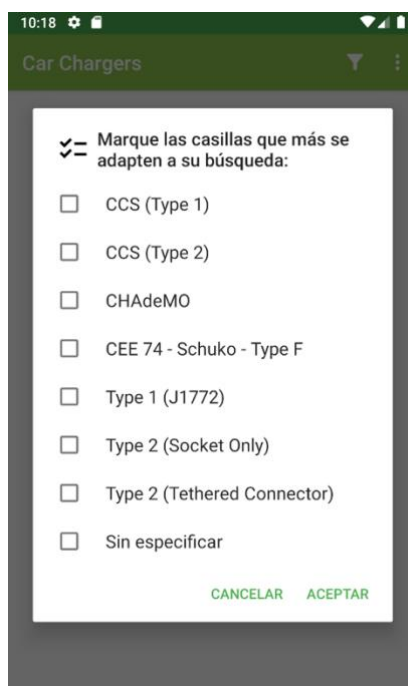 10:18
Car Chargers
Marque las casillas que más se
adapten a su búsqueda:
CCS (Type 1)
CCS (Type 2)
CHAdeMO
CEE 74 - Schuko - Type F
Type 1 (J1772)
Type 2 (Socket Only)
Type 2 (Tethered Connector)
Sin especificar
CANCELAR ACEPTAR